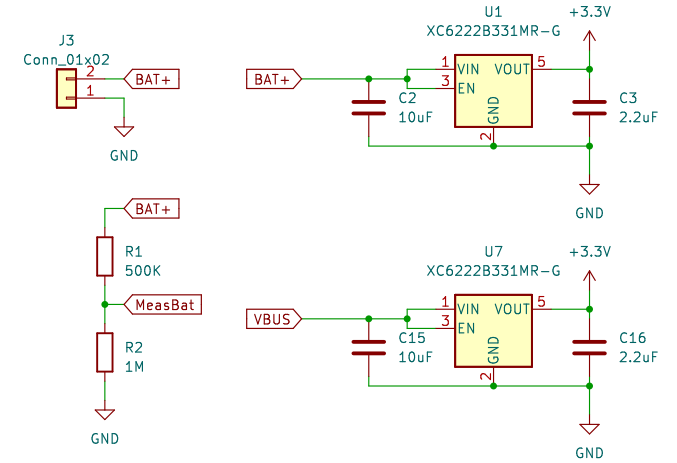 J3
Conn_01x02
2
BAT+
1
GND
U1
XC6222B331MR-G
+3.3V
BAT+
1
VIN
VOUT
5
3
EN
GND
2
C2
10uF
C3
2.2uF
GND
BAT+
R1
500K
MeasBat
R2
1M
GND
U7
XC6222B331MR-G
+3.3V
VBUS
1
VIN
VOUT
5
3
EN
GND
2
C15
10uF
C16
2.2uF
GND